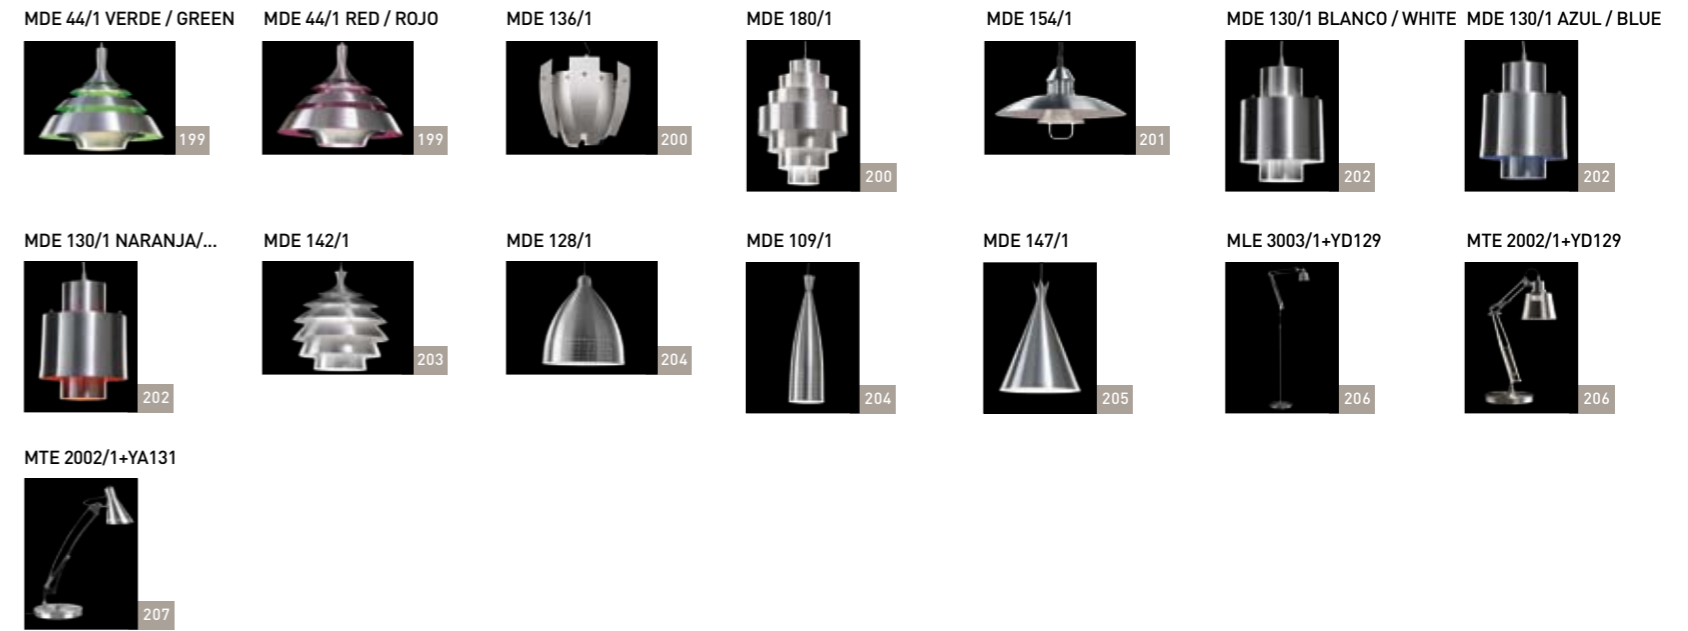 MDE 44/1 VERDE / GREEN
MDE 44/1 RED / ROJO
MDE 136/1
MDE 180/1
MDE 154/1
MDE 130/1 BLANCO / WHITE
MDE 130/1 AZUL / BLUE
199
199
200
200
201
202
202
MDE 130/1 NARANJA/...
MDE 142/1
MDE 128/1
MDE 109/1
MDE 147/1
MLE 3003/1+YD129
MTE 2002/1+YD129
202
203
204
204
205
206
206
MTE 2002/1+YA131
207